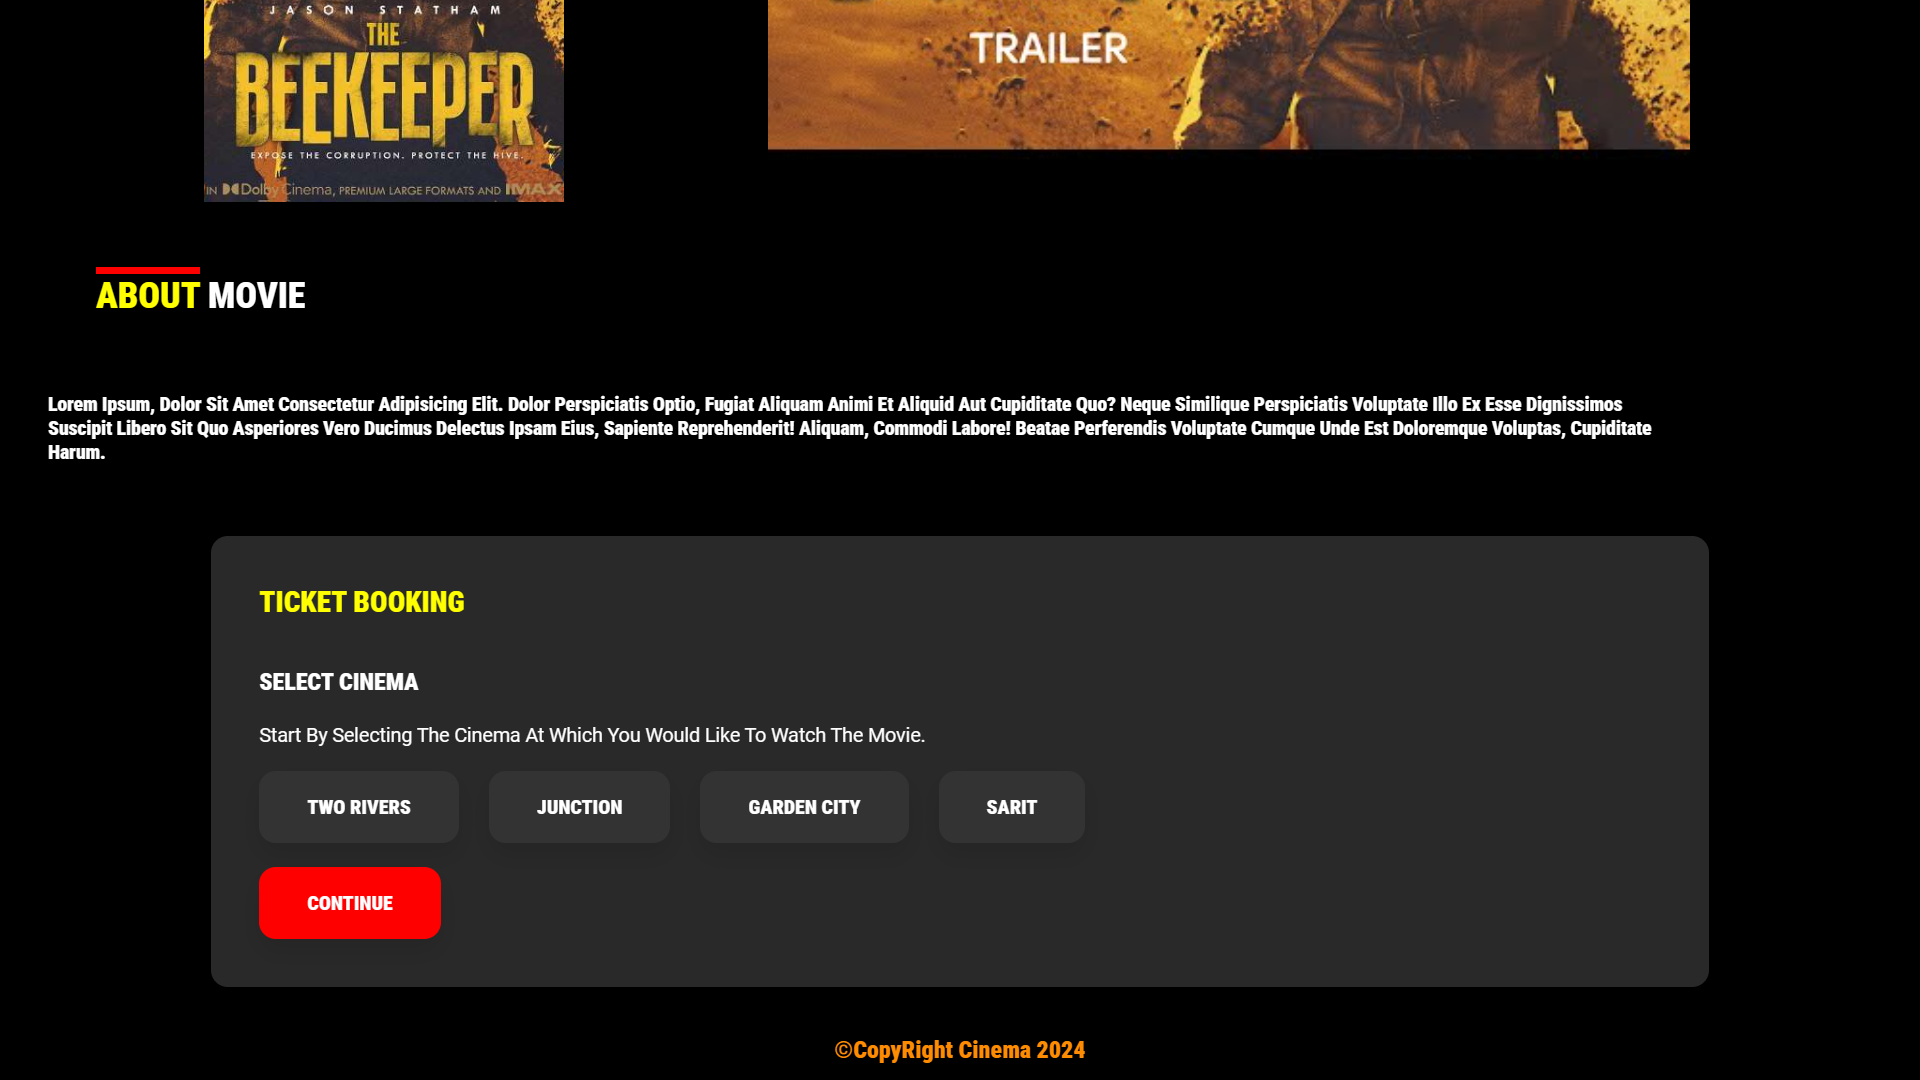 JASON STATHAM
THE
BEEKEEPER
EXPOSE THE CORRUPTION. PROTECT THE HIVE.
IN Dolby Cinema, PREMIUM LARGE FORMATS AND IMAX
TRAILER
ABOUT MOVIE
Lorem Ipsum, Dolor Sit Amet Consectetur Adipisicing Elit. Dolor Perspiciatis Optio, Fugiat Aliquam Animi Et Aliquid Aut Cupiditate Quo? Neque Similique Perspiciatis Voluptate Illo Ex Esse Dignissimos
Suscipit Libero Sit Quo Asperiores Vero Ducimus Delectus Ipsam Eius, Sapiente Reprehenderit! Aliquam, Commodi Labore! Beatae Perferendis Voluptate Cumque Unde Est Doloremque Voluptas, Cupiditate
Harum.
TICKET BOOKING
SELECT CINEMA
Start By Selecting The Cinema At Which You Would Like To Watch The Movie.
TWO RIVERS
JUNCTION
GARDEN CITY
SARIT
CONTINUE
©CopyRight Cinema 2024